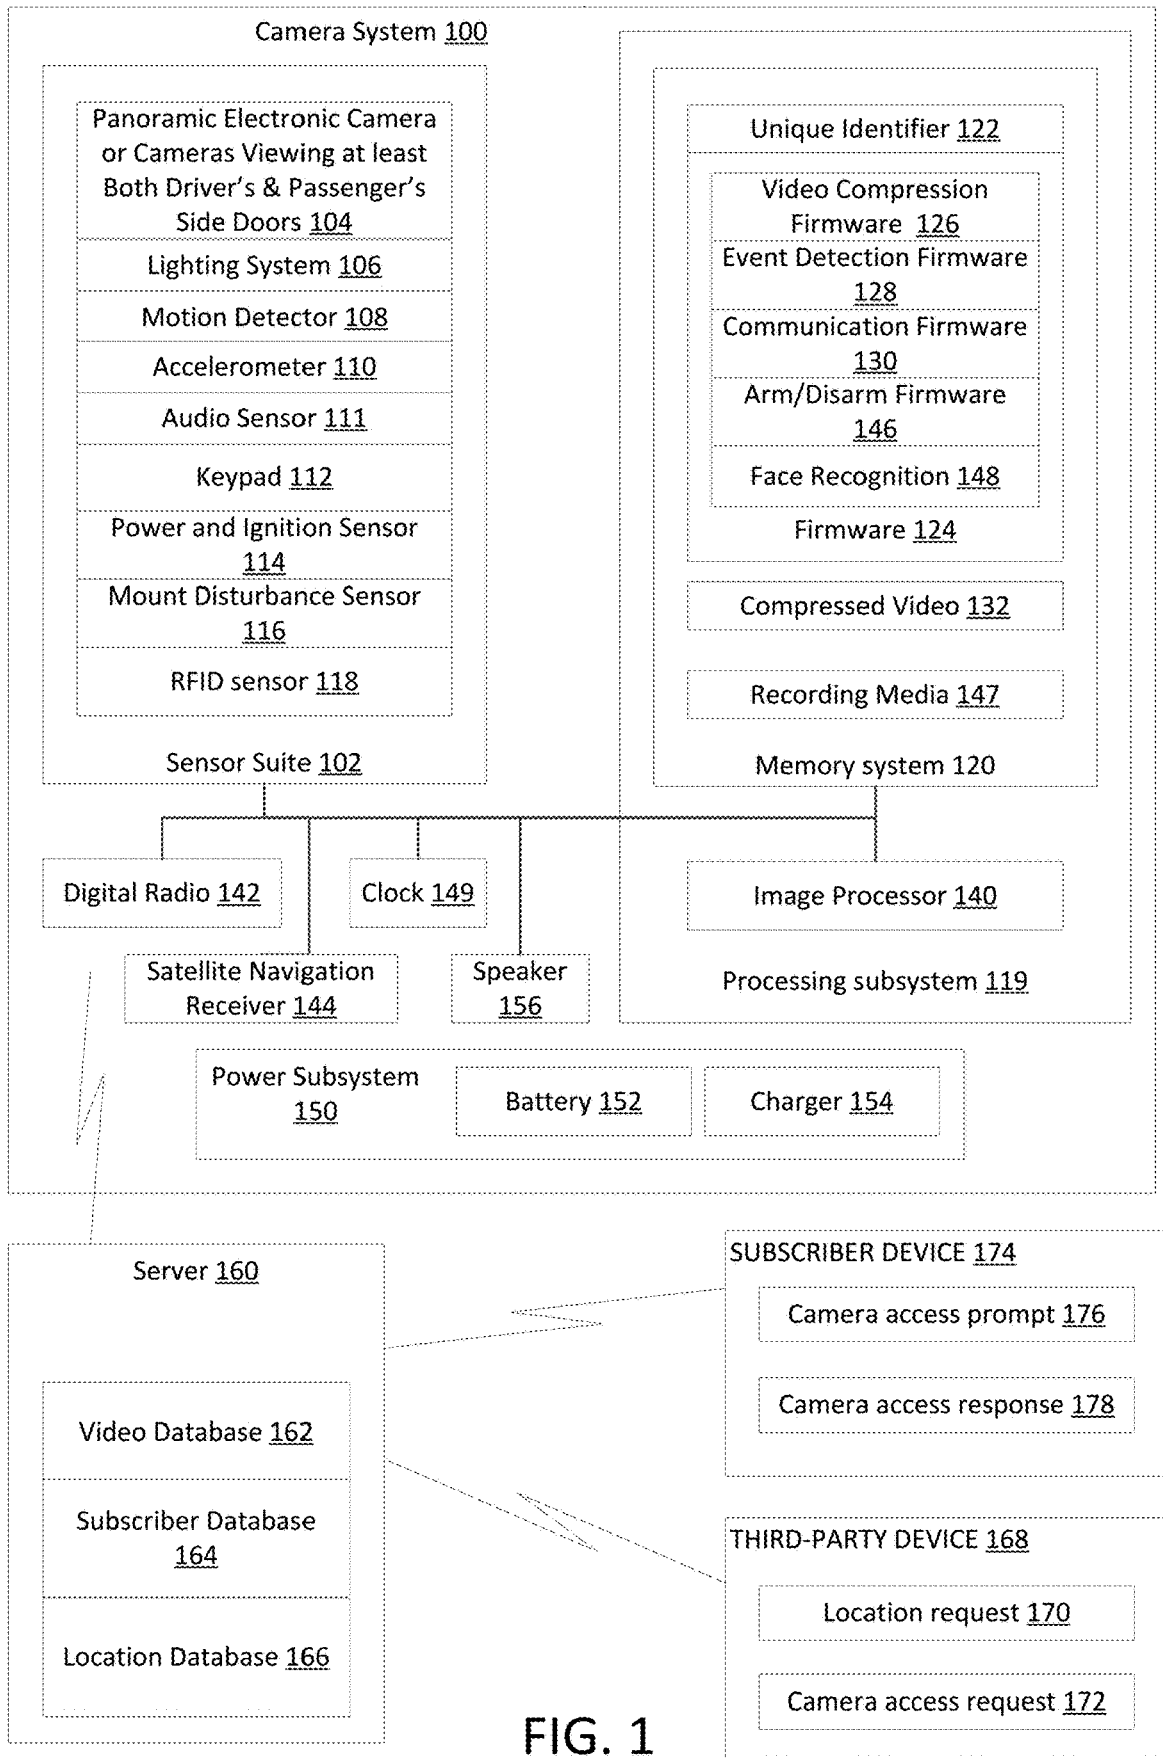 Camera System 100
Panoramic Electronic Camera
or Cameras Viewing at least
Both Driver's & Passenger's
Side Doors 104
Lighting System 106
Motion Detector 108
Accelerometer 110
Audio Sensor 111
Keypad 112
Power and Ignition Sensor
114
Mount Disturbance Sensor
116
RFID sensor 118
Sensor Suite 102
Unique Identifier 122
Video Compression
Firmware 126
Event Detection Firmware
128
Communication Firmware
130
Arm/Disarm Firmware
146
Face Recognition 148
Firmware 124
Compressed Video 132
Recording Media 147
Memory system 120
Digital Radio 142
Clock 149
Image Processor 140
Satellite Navigation
Receiver 144
Speaker
156
Processing subsystem 119
Power Subsystem
150
Battery 152
Charger 154
Server 160
Video Database 162
Subscriber Database
164
Location Database 166
SUBSCRIBER DEVICE 174
Camera access prompt 176
Camera access response 178
THIRD-PARTY DEVICE 168
Location request 170
Camera access request 172
FIG. 1